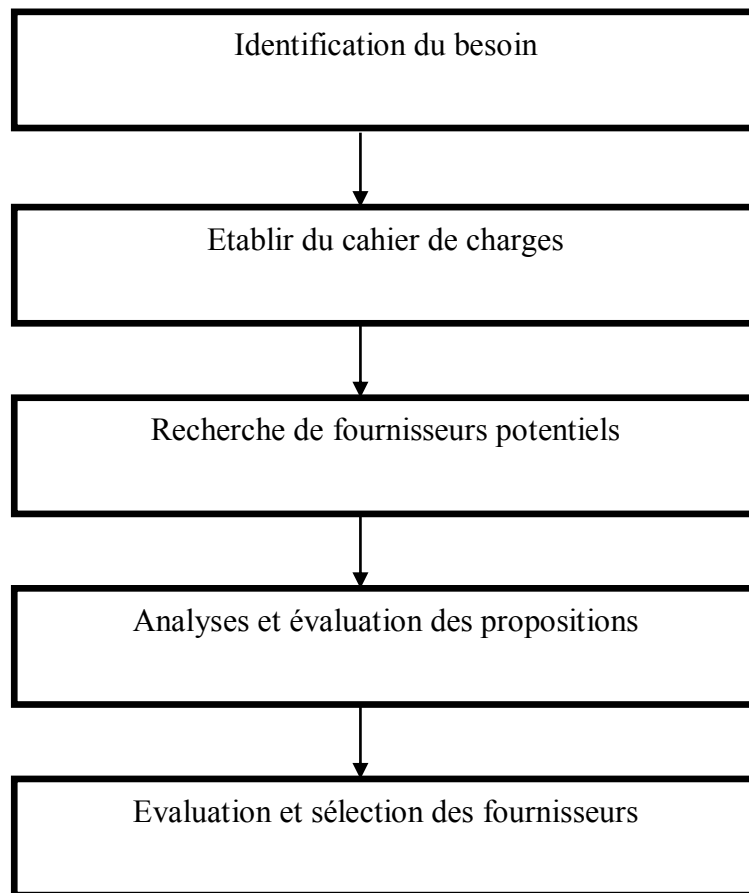 Identification du besoin
Etablir du cahier de charges
Recherche de fournisseurs potentiels
Analyses et évaluation des propositions
Evaluation et sélection des fournisseurs